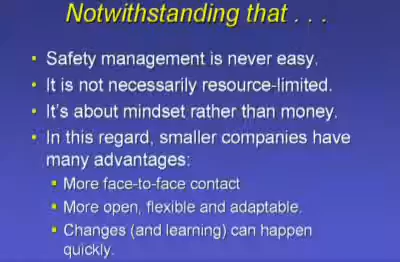 Notwithstanding that . . .
• Safety management is never easy.
• It is not necessarily resource-limited.
• It's about mindset rather than money.
• In this regard, smaller companies have
many advantages:
▪ More face-to-face contact
▪ More open, flexible and adaptable.
▪ Changes (and learning) can happen
quickly.